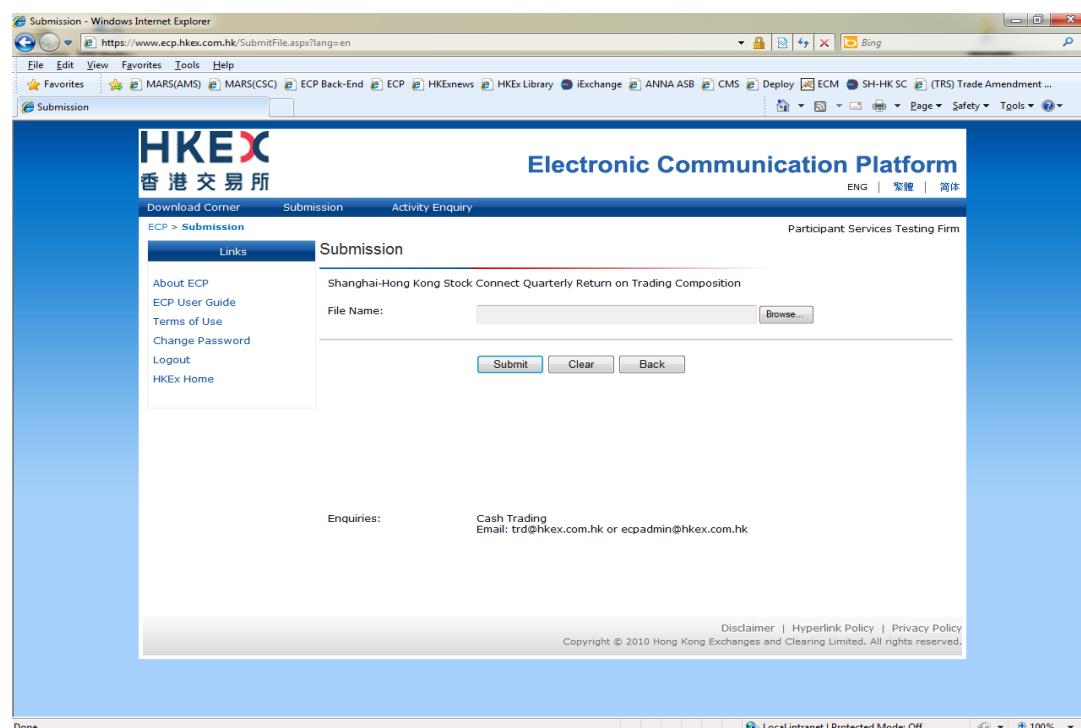 Submission - Windows Internet Explorer
https://www.ecp.hkex.com.hk/SubmitFile.aspx?lang=en
Bing
File Edit View Favorites Tools Help
Favorites MARS(AMS) MARS(CSC) ECP Back-End ECP HKExnews HKEx Library iExchange ANNA ASB CMS Deploy ECM SH-HK SC (TRS) Trade Amendment ...
Submission Page Safety Tools
HKEX
香港交易所
Electronic Communication Platform
ENG | 繁體 | 简体
Download Corner Submission Activity Enquiry
ECP > Submission
Participant Services Testing Firm
Links
Submission
About ECP
ECP User Guide
Terms of Use
Change Password
Logout
HKEx Home
Shanghai-Hong Kong Stock Connect Quarterly Return on Trading Composition
File Name: Browse...
Submit Clear Back
Enquiries: Cash Trading
Email: trd@hkex.com.hk or ecpadmin@hkex.com.hk
Disclaimer | Hyperlink Policy | Privacy Policy
Copyright © 2010 Hong Kong Exchanges and Clearing Limited. All rights reserved.
Done Local intranet | Protected Mode: Off 100%